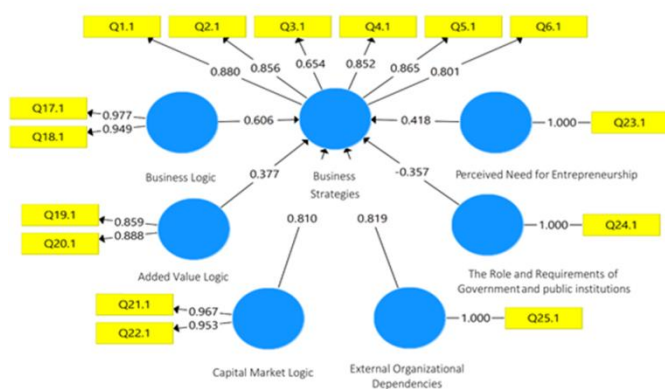 Q1.1
Q2.1
Q3.1
Q4.1
Q5.1
Q6.1
0.880
0.856
0.654
0.852
0.865
0.801
Q17.1
0.977
Q18.1
0.949
0.606
0.418
1.000
Q23.1
Business Logic
Business
Strategies
Perceived Need for Entrepreneurship
0.377
-0.357
Q19.1
0.859
Q20.1
0.888
0.810
0.819
1.000
Q24.1
Added Value Logic
The Role and Requirements of
Government and public institutions
Q21.1
0.967
Q22.1
0.953
1.000
Q25.1
Capital Market Logic
External Organizational
Dependencies